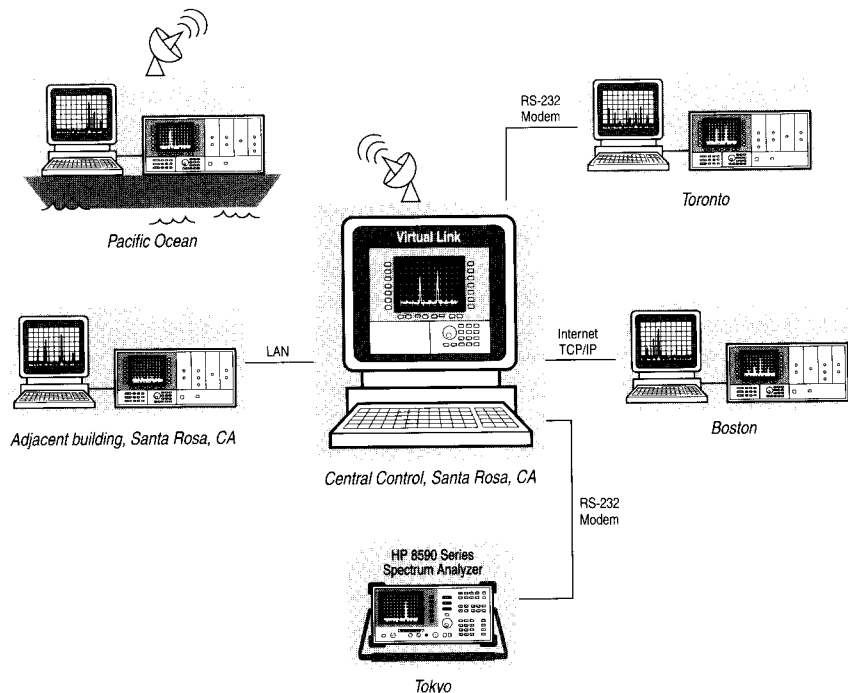 RS-232
Modem
Toronto
Pacific Ocean
Virtual Link
LAN
Internet
TCP/IP
Adjacent building, Santa Rosa, CA
Boston
Central Control, Santa Rosa, CA
RS-232
Modem
HP 8590 Series
Spectrum Analyzer
Tokyo